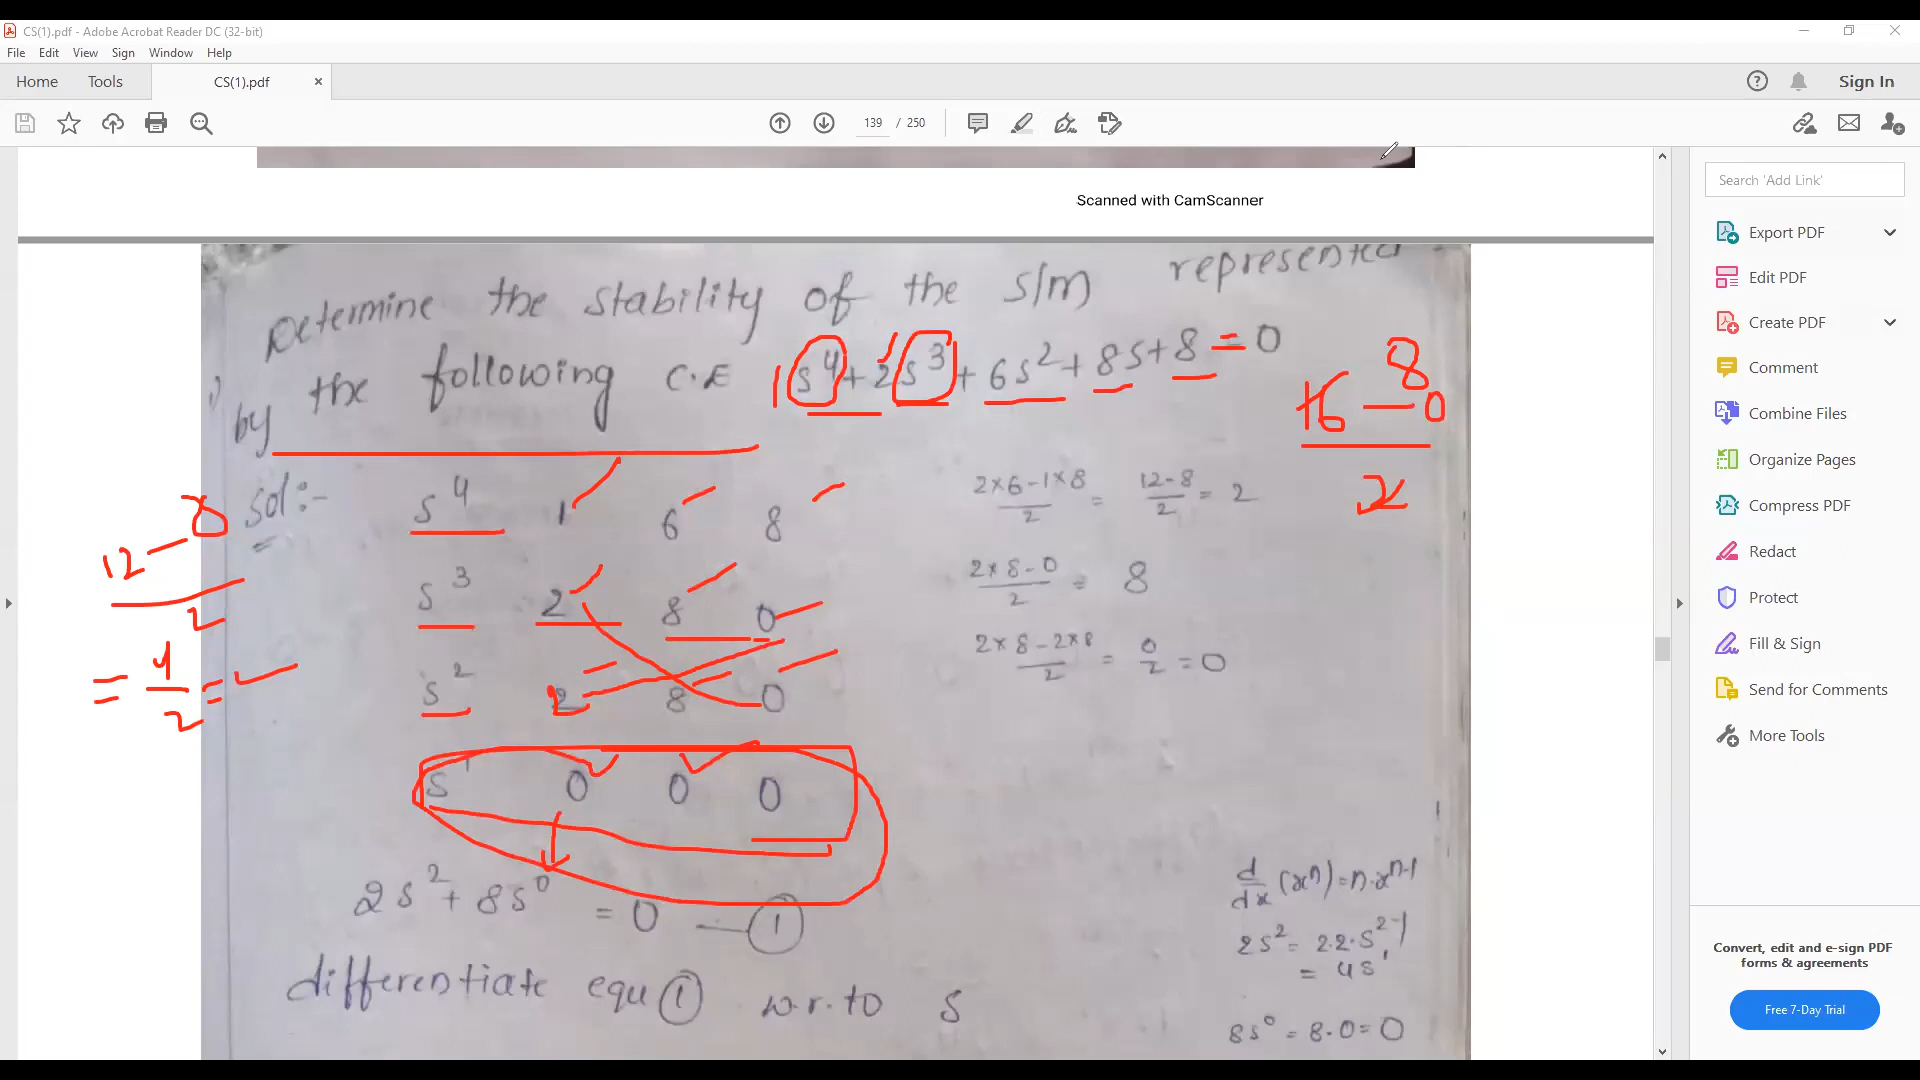 CS(1).pdf - Adobe Acrobat Reader DC (32-bit)
File Edit View Sign Window Help
Home Tools CS(1).pdf × Sign In
139 / 250
Search 'Add Link'
Scanned with CamScanner
Export PDF
Edit PDF
Create PDF
Comment
Combine Files
Organize Pages
Compress PDF
Redact
Protect
Fill & Sign
Send for Comments
More Tools
Convert, edit and e-sign PDF
forms & agreements
Free 7-Day Trial
Determine the stability of the S/m represented
by the following C.E 1 s⁴ + 2s³ + 6s² + 8s + 8 = 0
16 - 0
8
2
Sol:-
s⁴ 1 6 8
s³ 2 8 0
s² 2 8 0
s¹ 0 0 0
12 - 8
2
= 4/2 =
2×6-1×8/2 = 12-8/2 = 2
2×8-0/2 = 8
2×8-2×8/2 = 0/2 = 0
2s² + 8s⁰ = 0 — ①
differentiate equ ① w.r.to s
d/dx (xⁿ) = n·xⁿ⁻¹
2s² = 2.2.s²⁻¹
= 4s¹
8s⁰ = 8·0 = 0